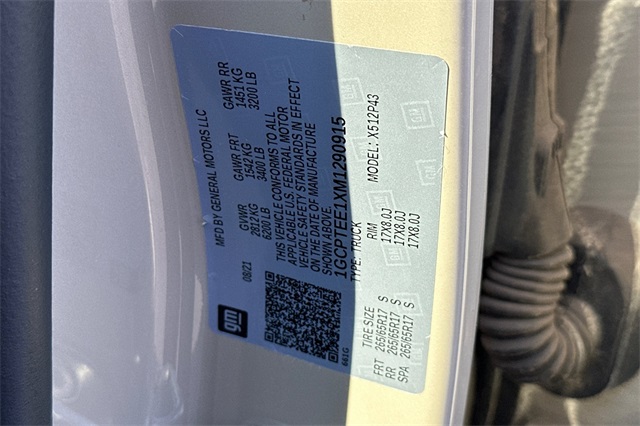 gm
MFD BY GENERAL MOTORS LLC
08/21
GVWR
2812 KG
6200 LB
GAWR FRT
1542 KG
3400 LB
GAWR RR
1451 KG
3200 LB
THIS VEHICLE CONFORMS TO ALL
APPLICABLE U.S. FEDERAL MOTOR
VEHICLE SAFETY STANDARDS IN EFFECT
ON THE DATE OF MANUFACTURE
SHOWN ABOVE.
1GCPTEE1XM1290915
TYPE: TRUCK
MODEL: X512P43
661G
TIRE SIZE RIM
FRT 265/65R17 S 17X8.0J
RR 265/65R17 S 17X8.0J
SPA 265/65R17 S 17X8.0J